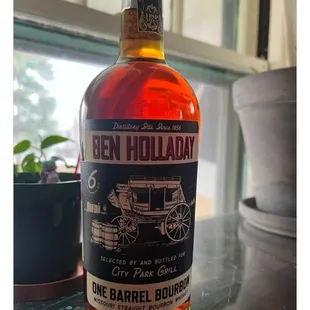 Distillery Site Since 1856
BEN HOLLADAY
6
SELECTED BY AND BOTTLED FOR
CITY PARK GRILL
ONE BARREL BOURBON
MISSOURI STRAIGHT BOURBON WHISKEY